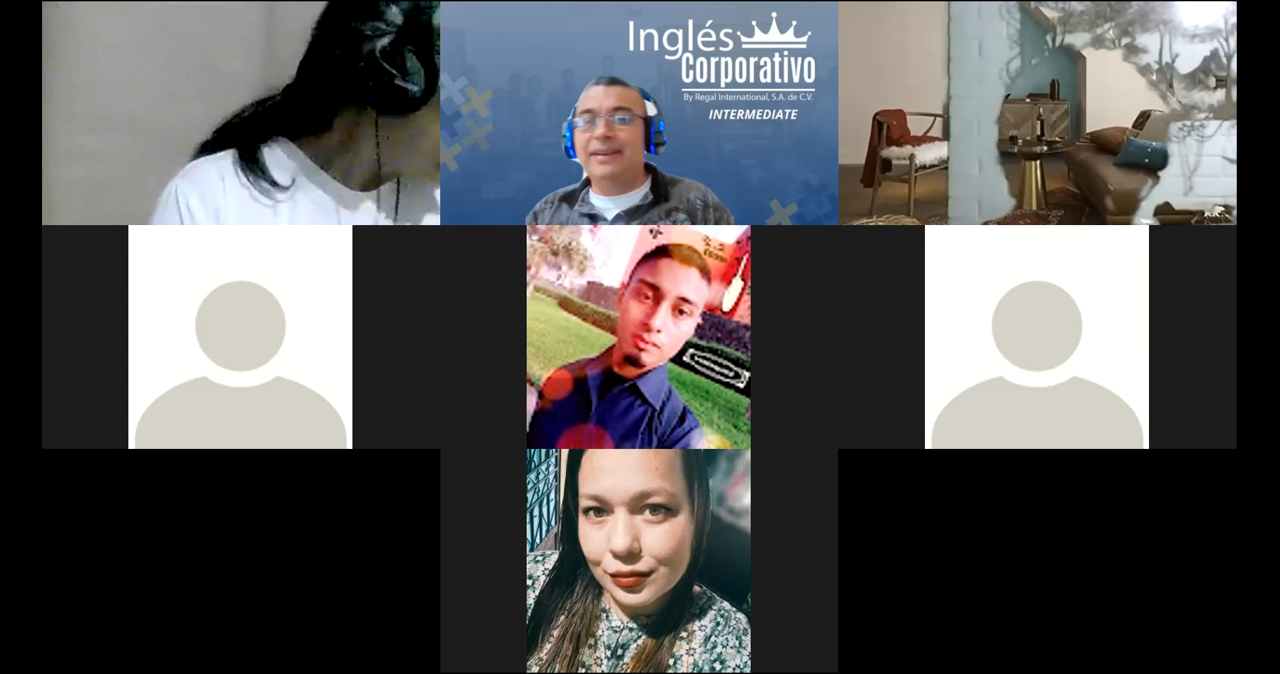 Inglés
Corporativo
By Regal International, S.A. de C.V.
INTERMEDIATE